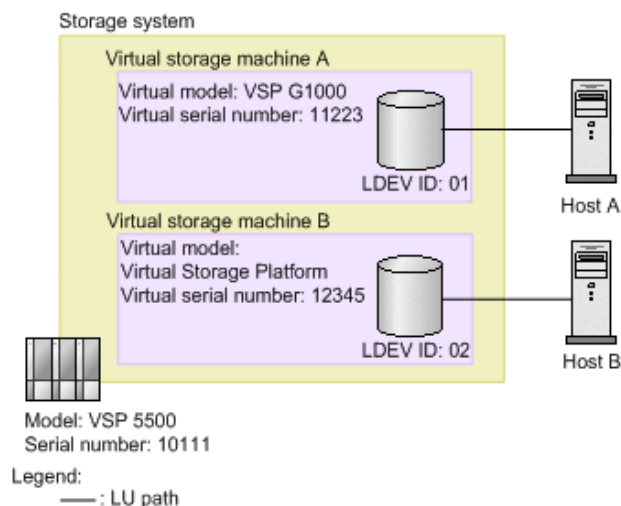 Storage system
Virtual storage machine A
Virtual model: VSP G1000
Virtual serial number: 11223
LDEV ID: 01
Host A
Virtual storage machine B
Virtual model:
Virtual Storage Platform
Virtual serial number: 12345
LDEV ID: 02
Host B
Model: VSP 5500
Serial number: 10111
Legend:
: LU path